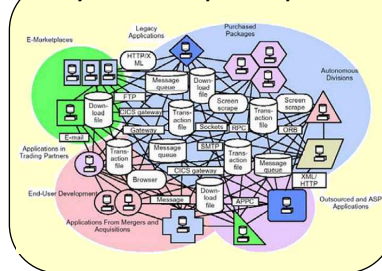 Legacy
Applications
Purchased
Packages
E-Marketplaces
HTTP/X
ML
Autonomous
Divisions
Message
queue
Message
queue
Screen
scrape
Screen
scrape
Down-
load
file
FTP
CICS gateway
Gateway
Trans-
action
file
Down-
load
file
Sockets
RPC
Trans-
action
file
ORB
E-mail
SMTP
Applications in
Trading Partners
Trans-
action
file
Message
queue
Trans-
action
file
Message
queue
CICS gateway
XML/
HTTP
End-User Development
Browser
Message
Down-
load
file
APPC
Outsourced and ASP
Applications
Applications From Mergers and
Acquisitions